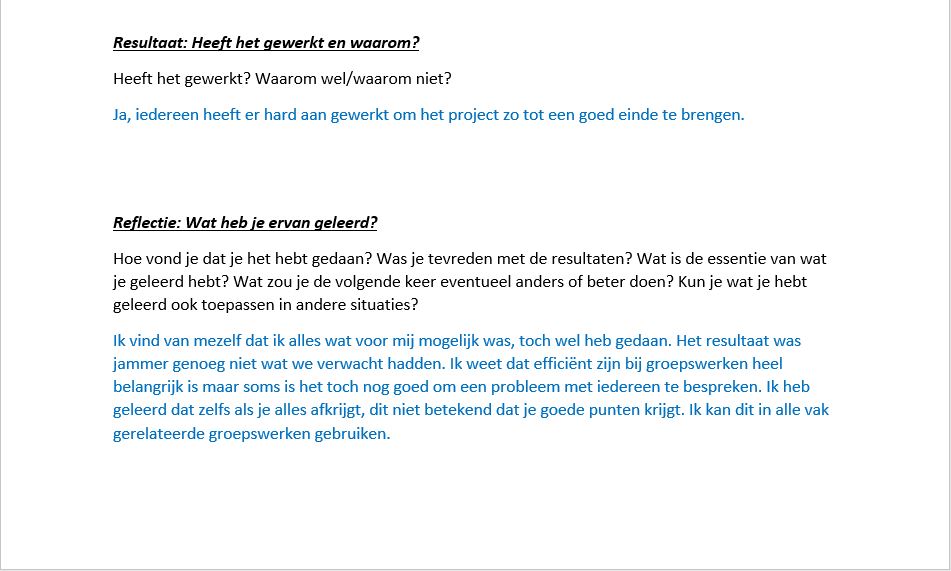 Resultaat: Heeft het gewerkt en waarom?
Heeft het gewerkt? Waarom wel/waarom niet?
Ja, iedereen heeft er hard aan gewerkt om het project zo tot een goed einde te brengen.
Reflectie: Wat heb je ervan geleerd?
Hoe vond je dat je het hebt gedaan? Was je tevreden met de resultaten? Wat is de essentie van wat
je geleerd hebt? Wat zou je de volgende keer eventueel anders of beter doen? Kun je wat je hebt
geleerd ook toepassen in andere situaties?
Ik vind van mezelf dat ik alles wat voor mij mogelijk was, toch wel heb gedaan. Het resultaat was
jammer genoeg niet wat we verwacht hadden. Ik weet dat efficiënt zijn bij groepswerken heel
belangrijk is maar soms is het toch nog goed om een probleem met iedereen te bespreken. Ik heb
geleerd dat zelfs als je alles afkrijgt, dit niet betekend dat je goede punten krijgt. Ik kan dit in alle vak
gerelateerde groepswerken gebruiken.